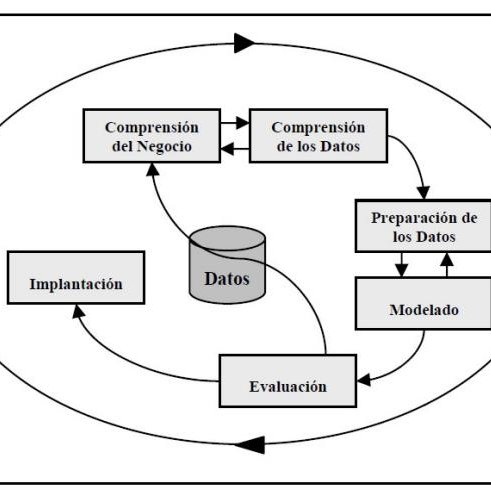 Comprensión
del Negocio
Comprensión
de los Datos
Preparación de
los Datos
Datos
Implantación
Modelado
Evaluación